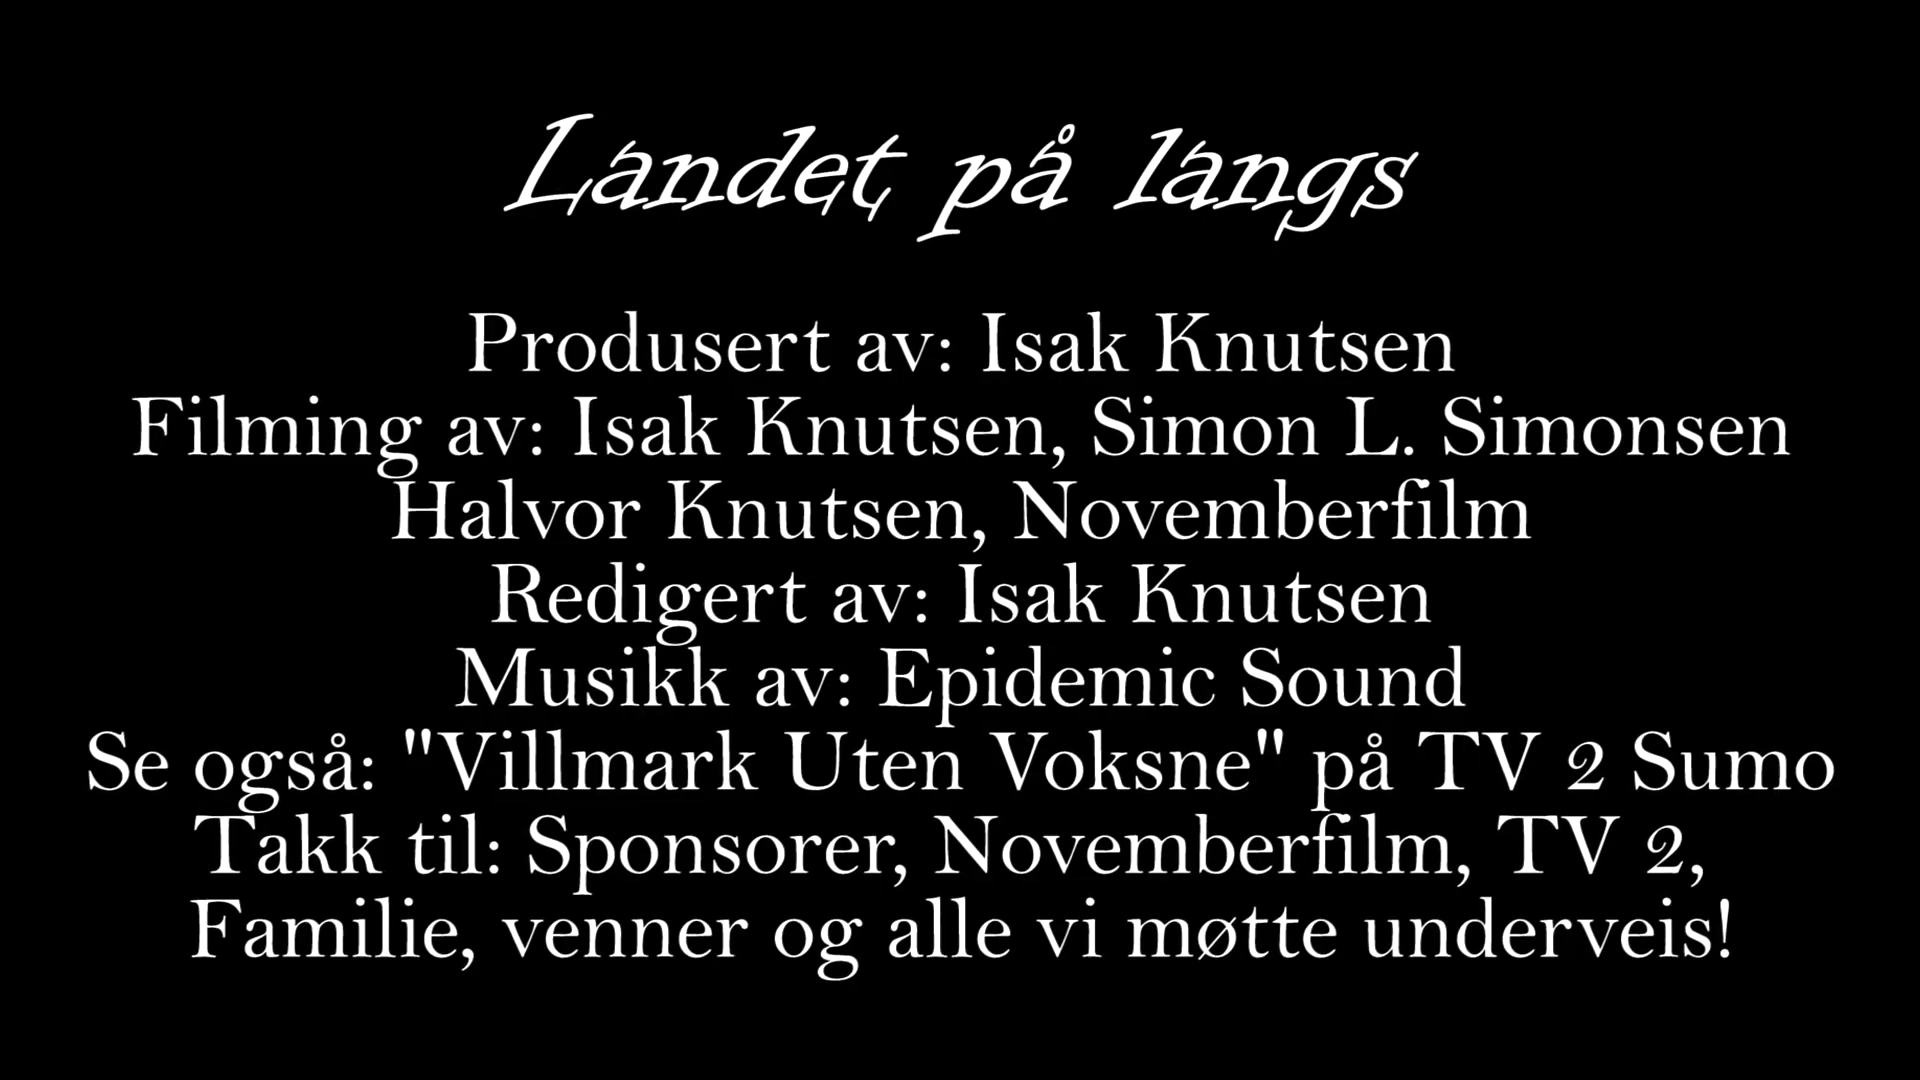 Landet på langs
Produsert av: Isak Knutsen
Filming av: Isak Knutsen, Simon L. Simonsen
Halvor Knutsen, Novemberfilm
Redigert av: Isak Knutsen
Musikk av: Epidemic Sound
Se også: "Villmark Uten Voksne" på TV 2 Sumo
Takk til: Sponsorer, Novemberfilm, TV 2,
Familie, venner og alle vi møtte underveis!